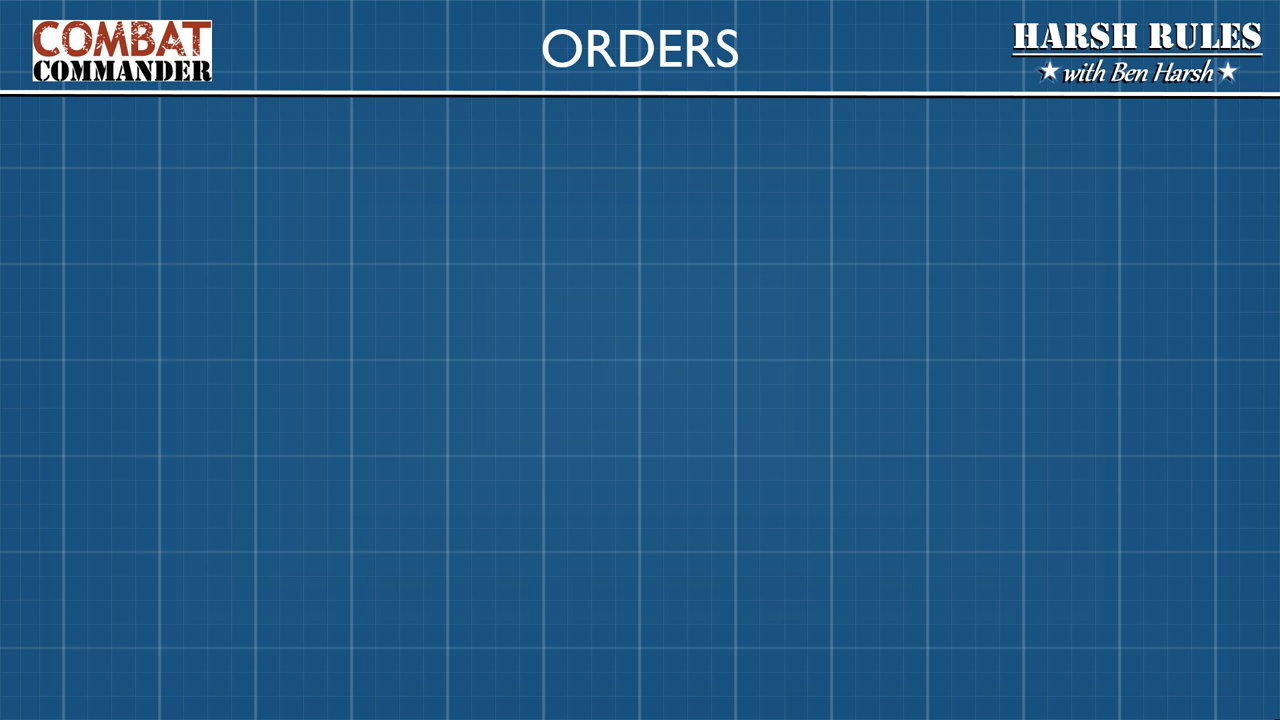 COMBAT
COMMANDER
ORDERS
HARSH RULES
with Ben Harsh